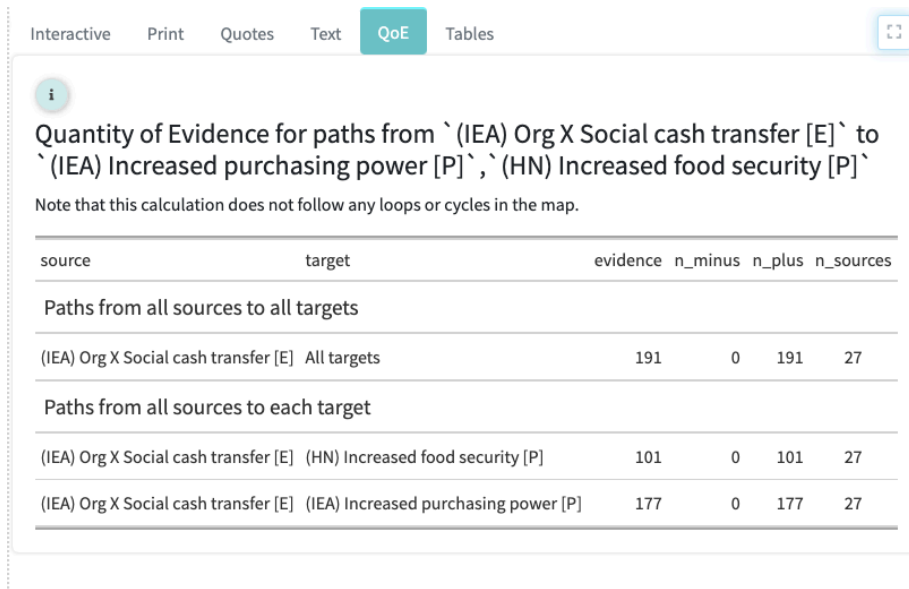 Interactive Print Quotes Text QoE Tables
i
Quantity of Evidence for paths from `(IEA) Org X Social cash transfer [E]` to
`(IEA) Increased purchasing power [P]`,`(HN) Increased food security [P]`
Note that this calculation does not follow any loops or cycles in the map.
source target evidence n_minus n_plus n_sources
Paths from all sources to all targets
(IEA) Org X Social cash transfer [E] All targets 191 0 191 27
Paths from all sources to each target
(IEA) Org X Social cash transfer [E] (HN) Increased food security [P] 101 0 101 27
(IEA) Org X Social cash transfer [E] (IEA) Increased purchasing power [P] 177 0 177 27